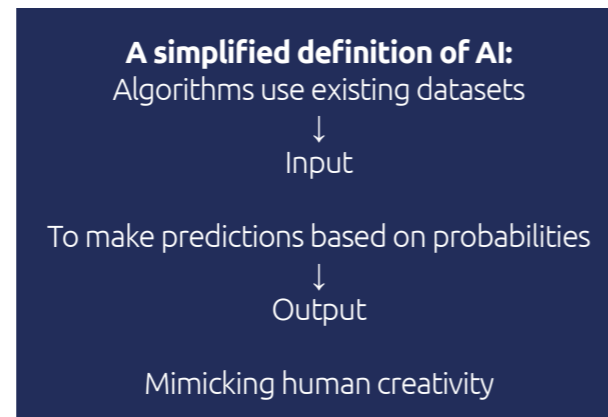 A simplified definition of AI:
Algorithms use existing datasets
↓
Input
To make predictions based on probabilities
↓
Output
Mimicking human creativity